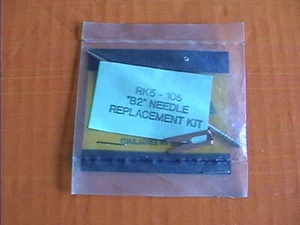 RK5 - 105
"B2" NEEDLE
REPLACEMENT KIT